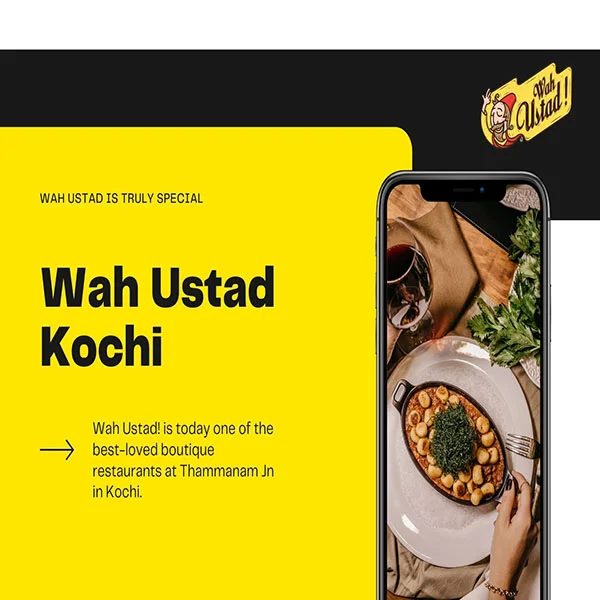 Wah
Ustad!
WAH USTAD IS TRULY SPECIAL
Wah Ustad
Kochi
Wah Ustad! is today one of the
best-loved boutique
restaurants at Thammanam Jn
in Kochi.